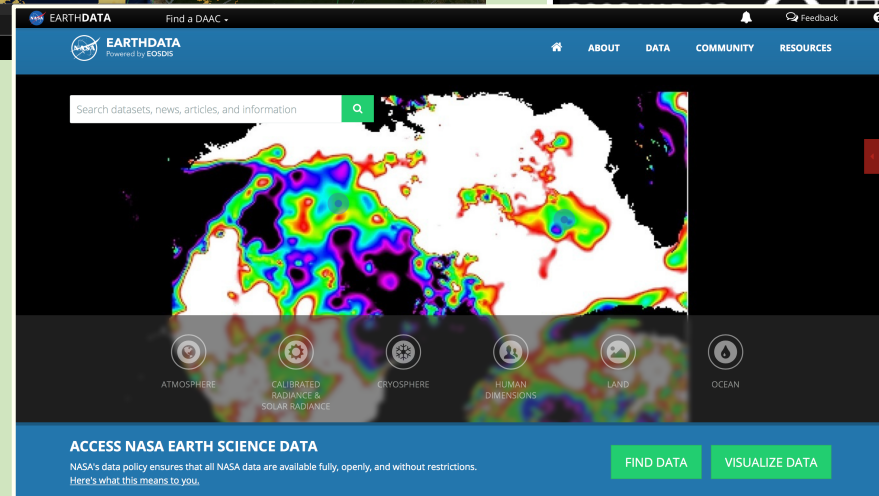 NASA EARTHDATA
Find a DAAC
Feedback
NASA
EARTHDATA
Powered by EOSDIS
ABOUT
DATA
COMMUNITY
RESOURCES
Search datasets, news, articles, and information
ATMOSPHERE
CALIBRATED
RADIANCE &
SOLAR RADIANCE
CRYOSPHERE
HUMAN
DIMENSIONS
LAND
OCEAN
ACCESS NASA EARTH SCIENCE DATA
NASA's data policy ensures that all NASA data are available fully, openly, and without restrictions.
Here's what this means to you.
FIND DATA
VISUALIZE DATA